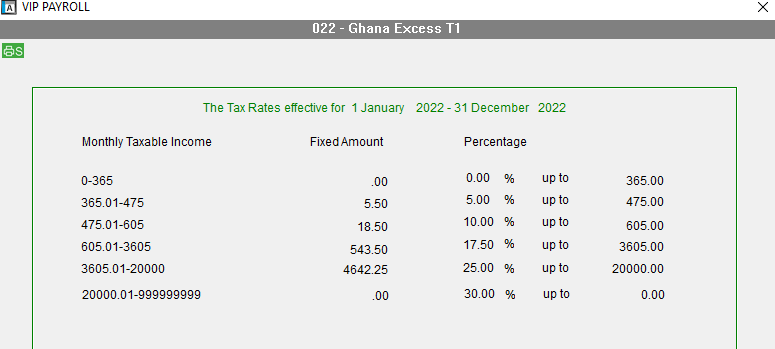 VIP PAYROLL
022 - Ghana Excess T1
S
The Tax Rates effective for 1 January 2022 - 31 December 2022
Monthly Taxable Income Fixed Amount Percentage
0-365 .00 0.00 % up to 365.00
365.01-475 5.50 5.00 % up to 475.00
475.01-605 18.50 10.00 % up to 605.00
605.01-3605 543.50 17.50 % up to 3605.00
3605.01-20000 4642.25 25.00 % up to 20000.00
20000.01-999999999 .00 30.00 % up to 0.00